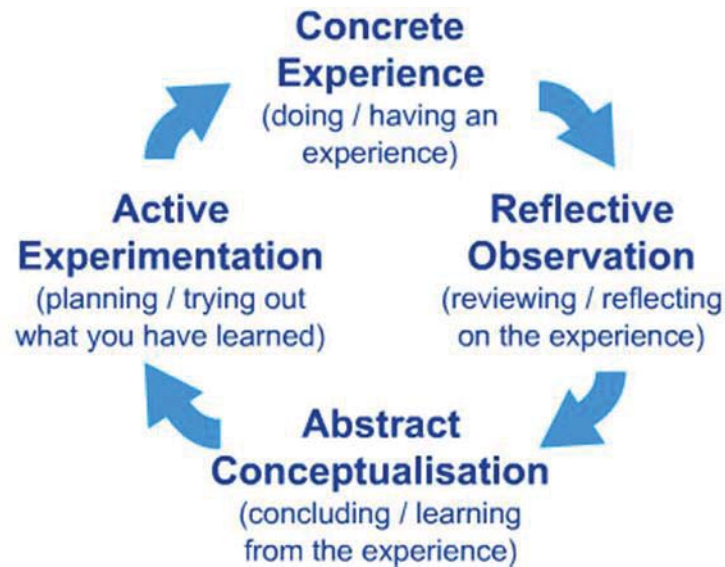 Concrete
Experience
(doing / having an
experience)
Active
Experimentation
(planning / trying out
what you have learned)
Reflective
Observation
(reviewing / reflecting
on the experience)
Abstract
Conceptualisation
(concluding / learning
from the experience)